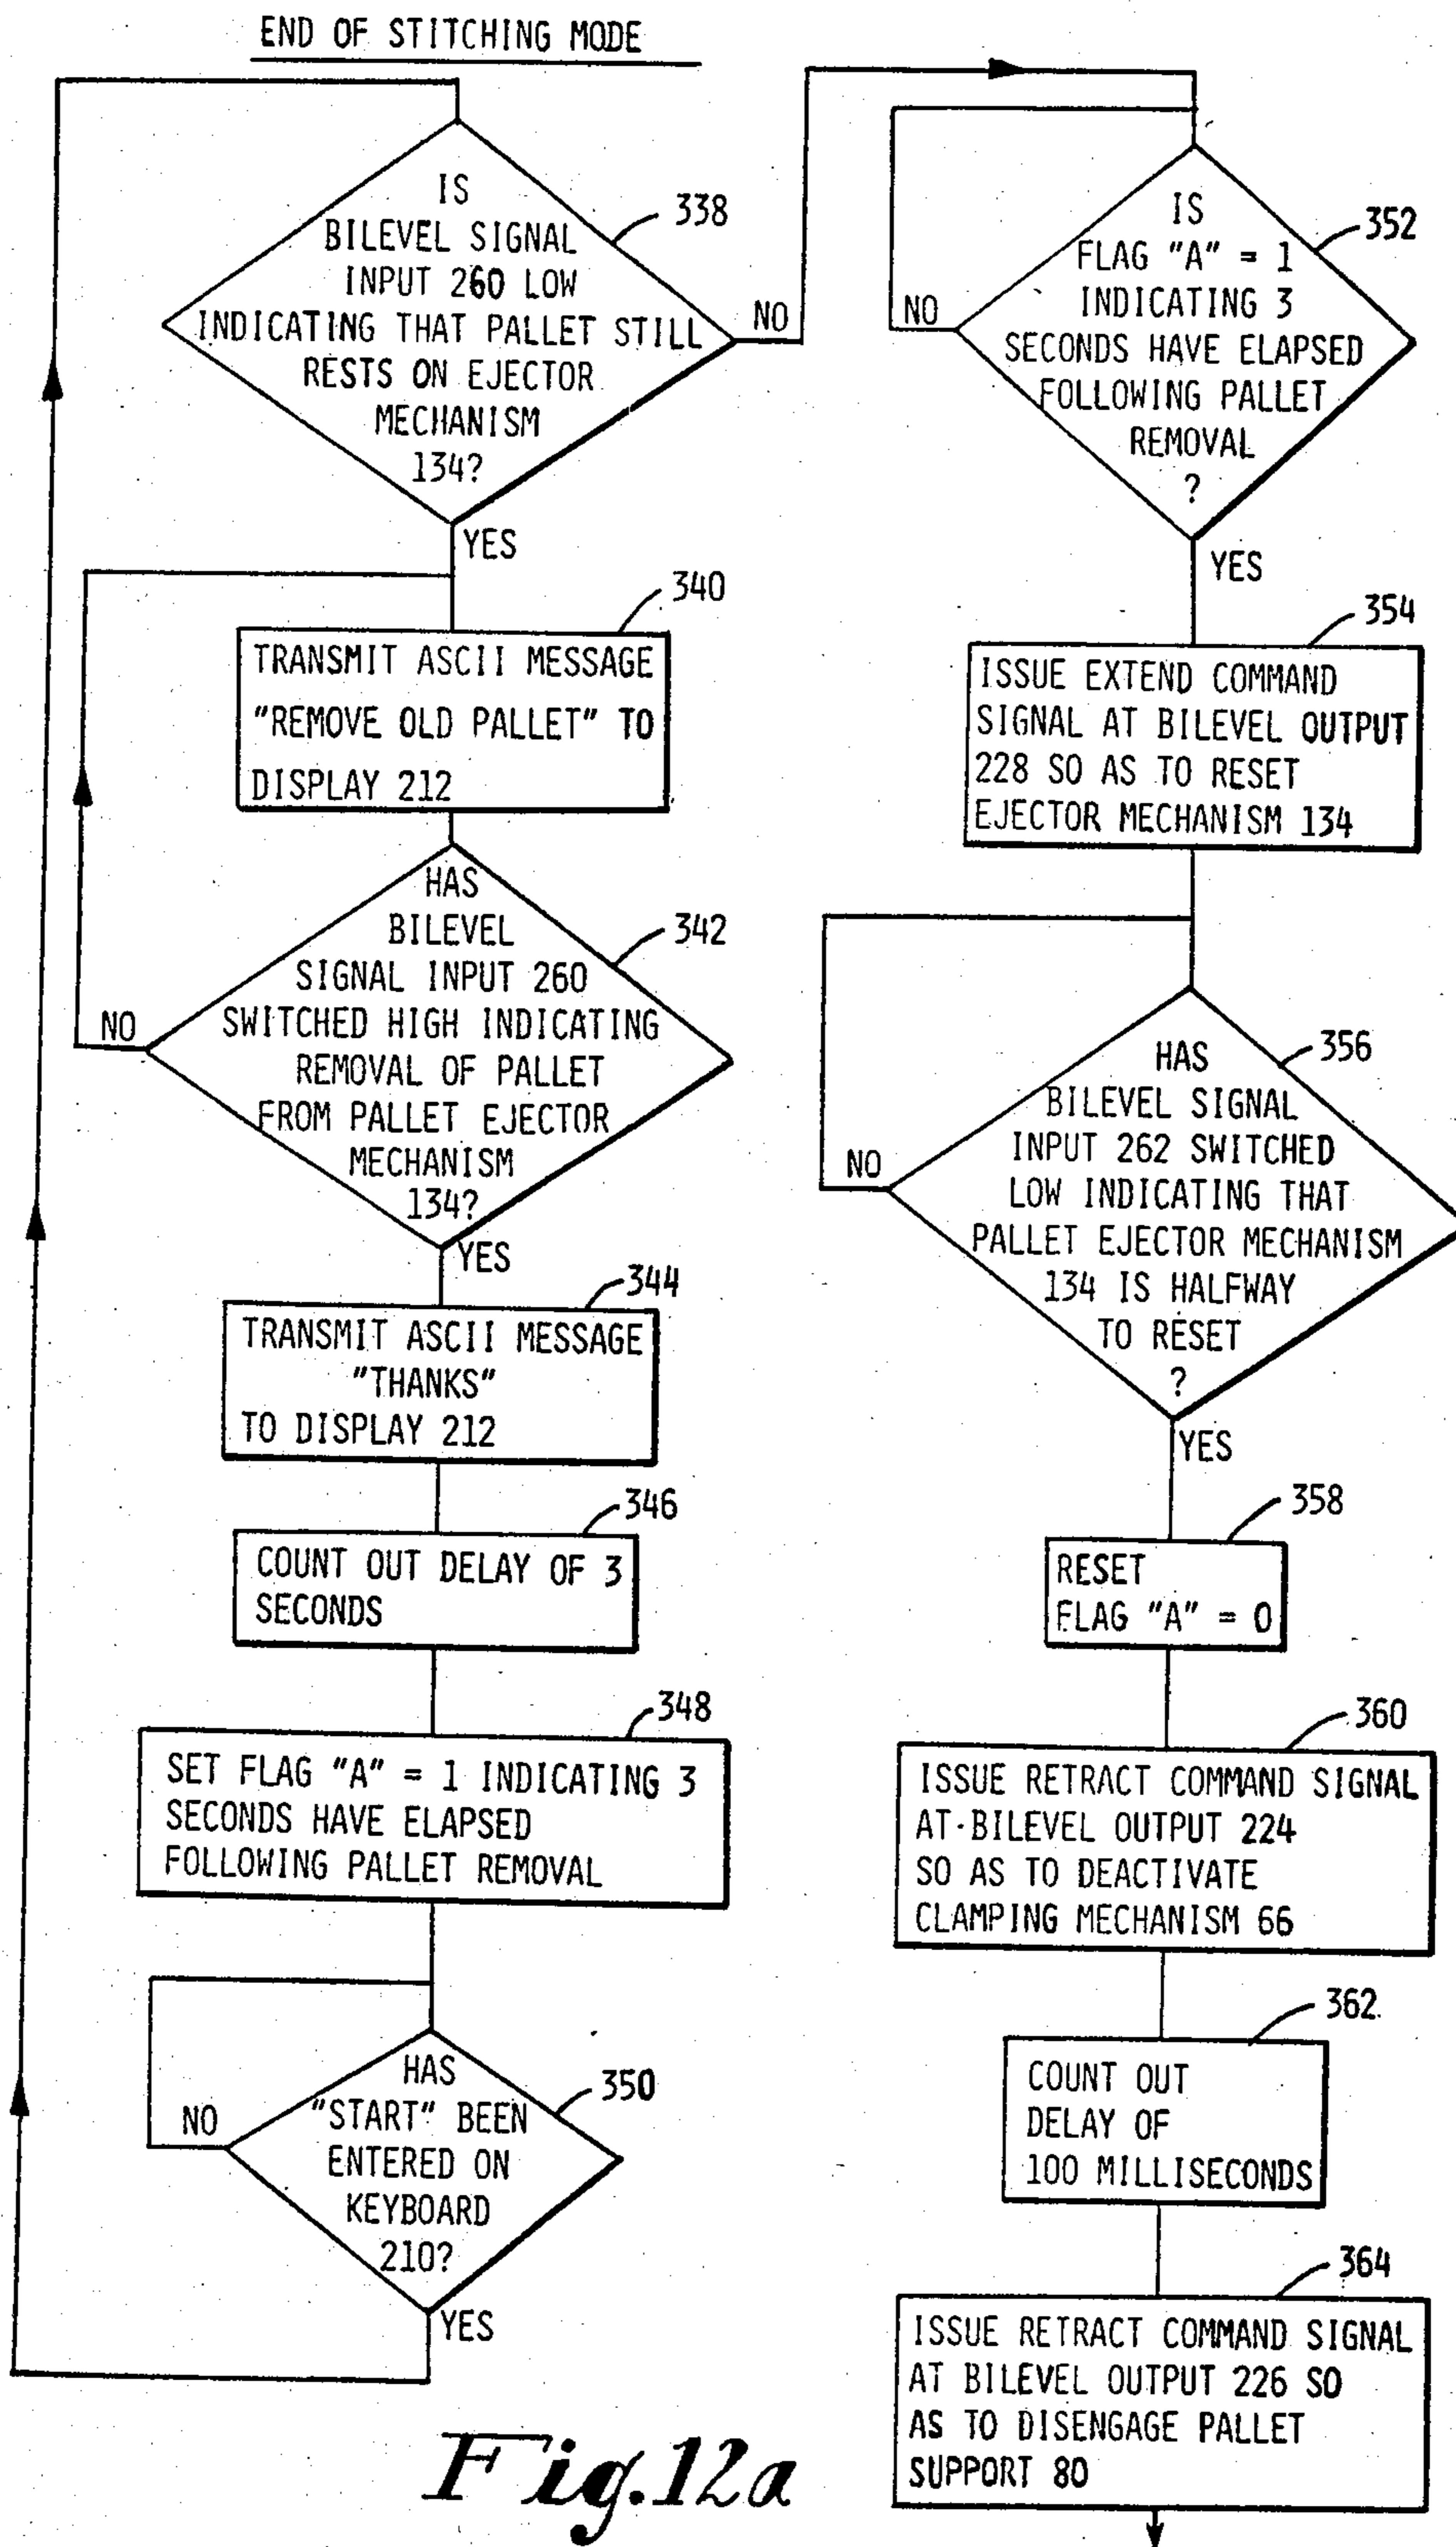 END OF STITCHING MODE
IS
BILEVEL SIGNAL
INPUT 260 LOW
INDICATING THAT PALLET STILL
RESTS ON EJECTOR
MECHANISM
134?
338
NO
YES
340
TRANSMIT ASCII MESSAGE
"REMOVE OLD PALLET" TO
DISPLAY 212
HAS
BILEVEL
SIGNAL INPUT 260
SWITCHED HIGH INDICATING
REMOVAL OF PALLET
FROM PALLET EJECTOR
MECHANISM
134?
342
NO
YES
344
TRANSMIT ASCII MESSAGE
"THANKS"
TO DISPLAY 212
346
COUNT OUT DELAY OF 3
SECONDS
348
SET FLAG "A" = 1 INDICATING 3
SECONDS HAVE ELAPSED
FOLLOWING PALLET REMOVAL
HAS
"START" BEEN
ENTERED ON
KEYBOARD
210?
350
NO
YES
IS
FLAG "A" = 1
INDICATING 3
SECONDS HAVE ELAPSED
FOLLOWING PALLET
REMOVAL
?
352
NO
YES
354
ISSUE EXTEND COMMAND
SIGNAL AT BILEVEL OUTPUT
228 SO AS TO RESET
EJECTOR MECHANISM 134
HAS
BILEVEL SIGNAL
INPUT 262 SWITCHED
LOW INDICATING THAT
PALLET EJECTOR MECHANISM
134 IS HALFWAY
TO RESET
?
356
NO
YES
358
RESET
FLAG "A" = 0
360
ISSUE RETRACT COMMAND SIGNAL
AT BILEVEL OUTPUT 224
SO AS TO DEACTIVATE
CLAMPING MECHANISM 66
362
COUNT OUT
DELAY OF
100 MILLISECONDS
364
ISSUE RETRACT COMMAND SIGNAL
AT BILEVEL OUTPUT 226 SO
AS TO DISENGAGE PALLET
SUPPORT 80
Fig.12a